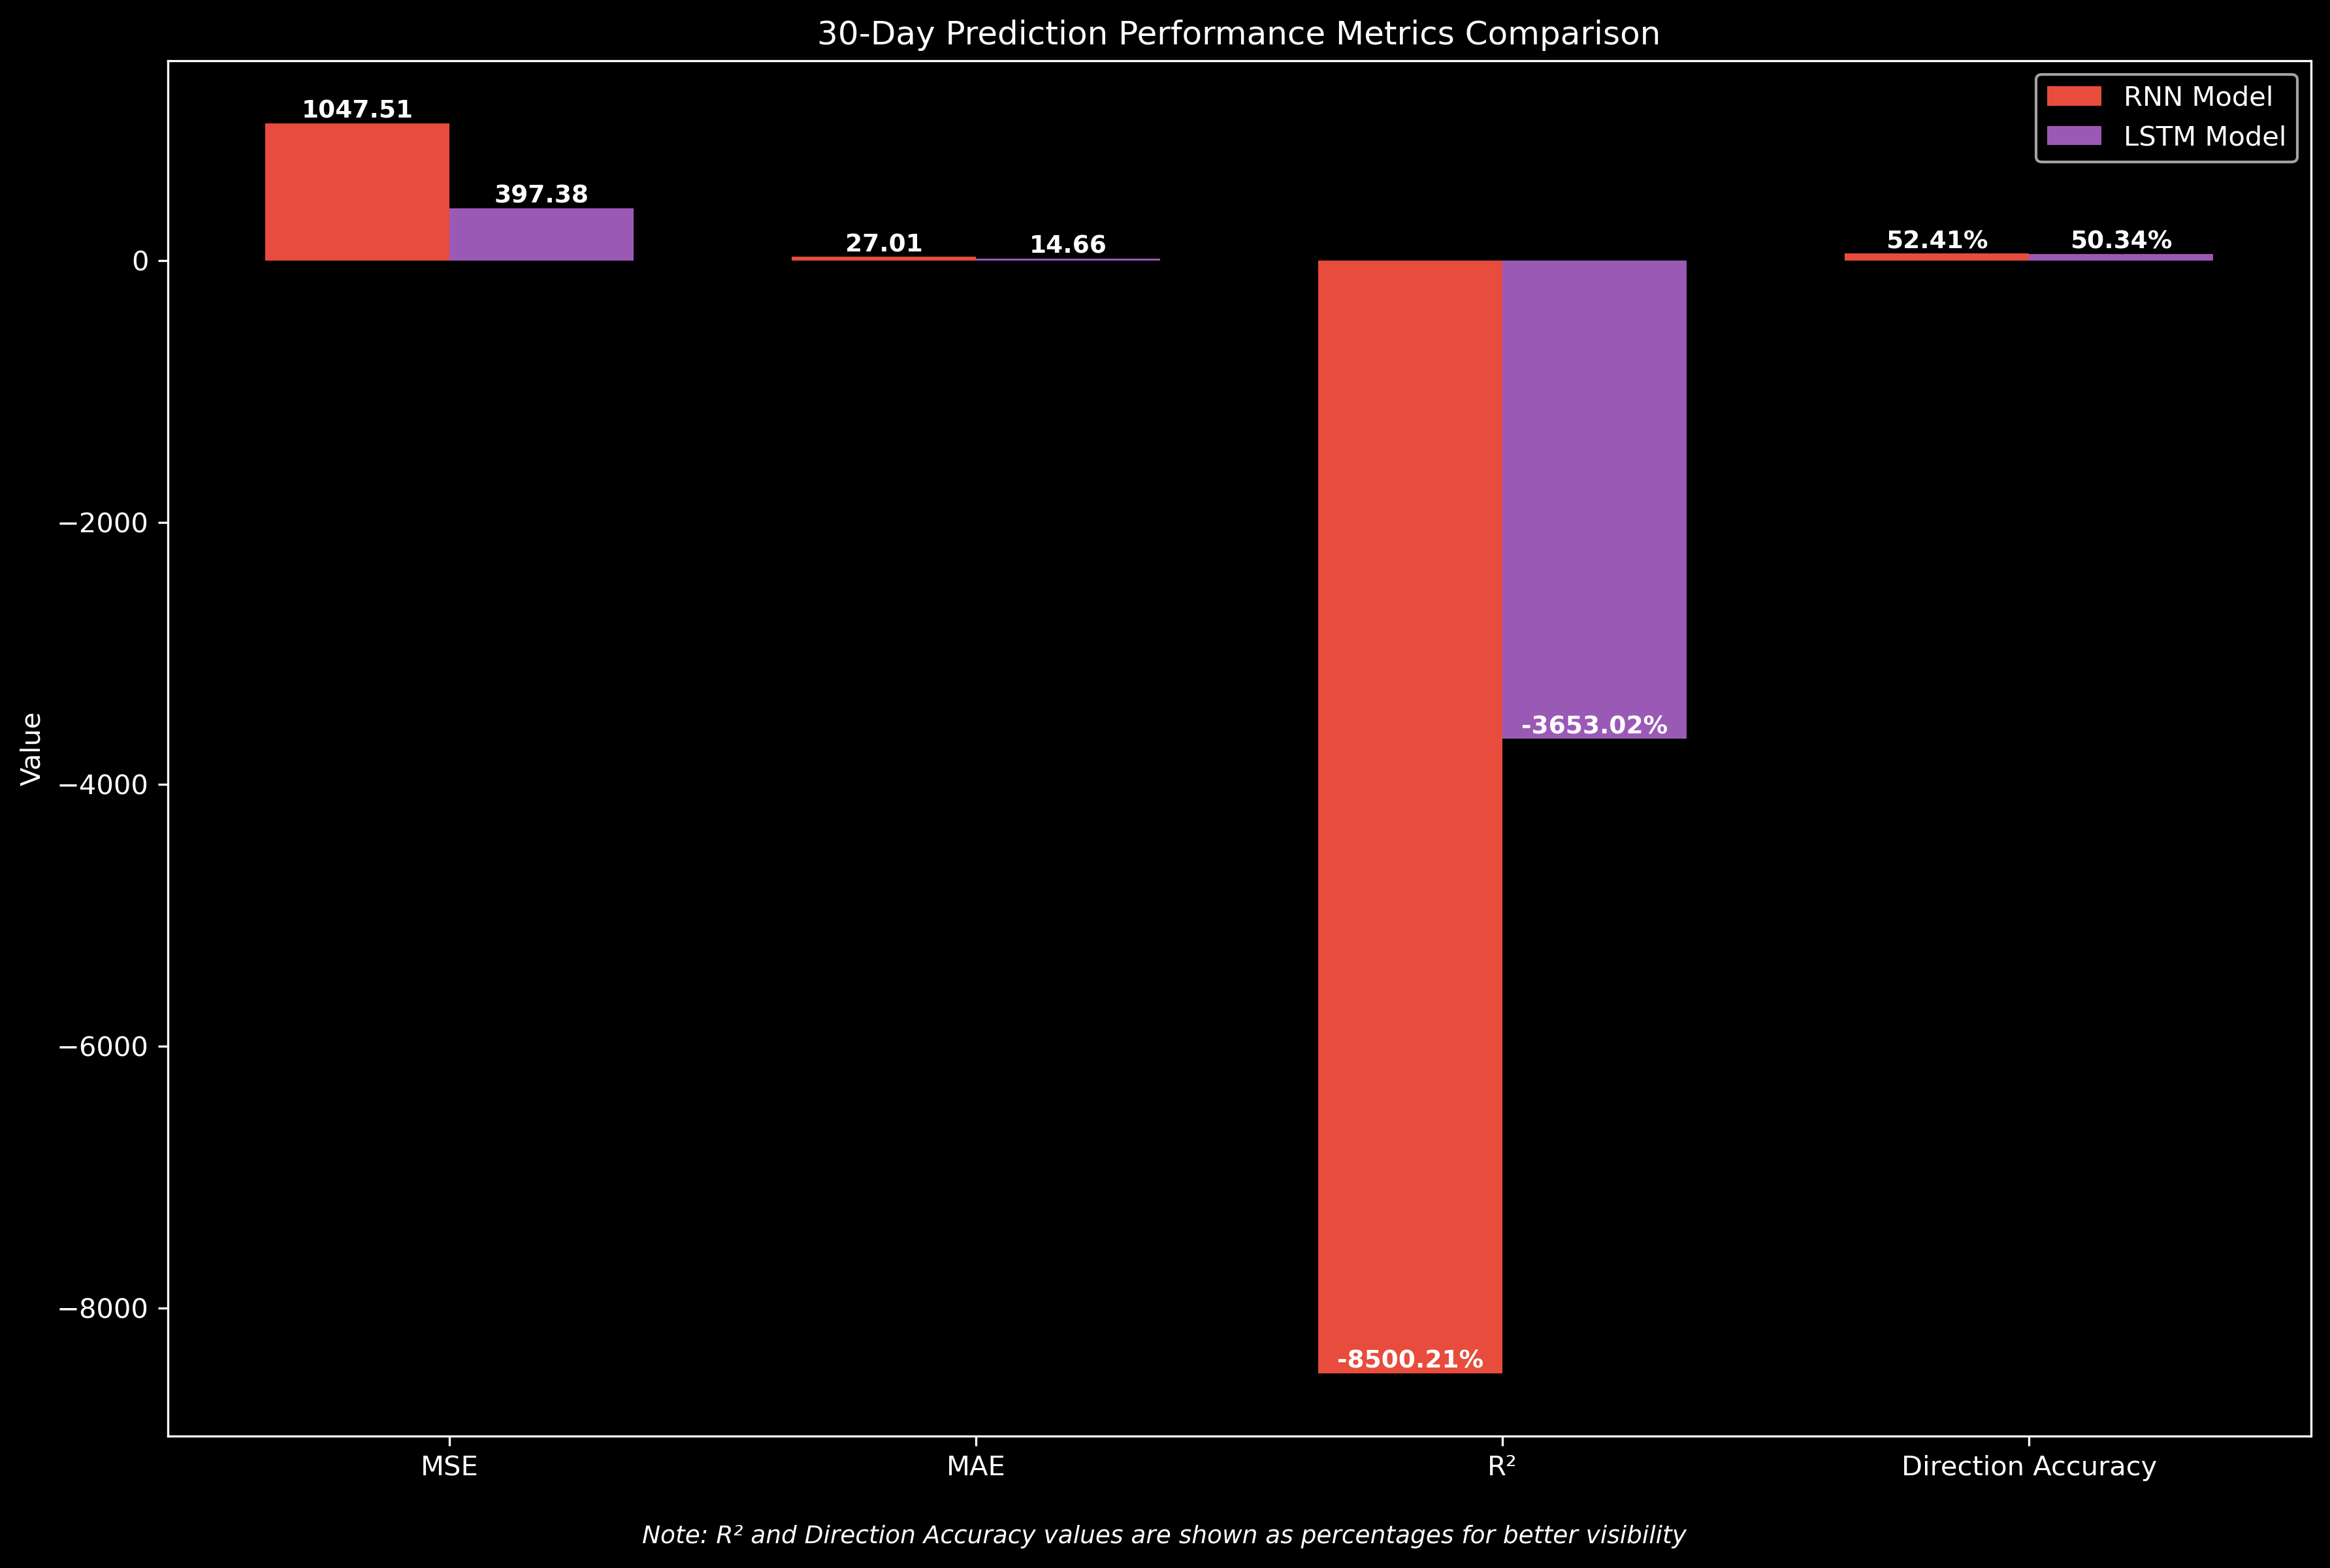 30-Day Prediction Performance Metrics Comparison
RNN Model
LSTM Model
1047.51
397.38
27.01
14.66
52.41%
50.34%
-3653.02%
-8500.21%
0
−2000
−4000
−6000
−8000
Value
MSE
MAE
R²
Direction Accuracy
Note: R² and Direction Accuracy values are shown as percentages for better visibility